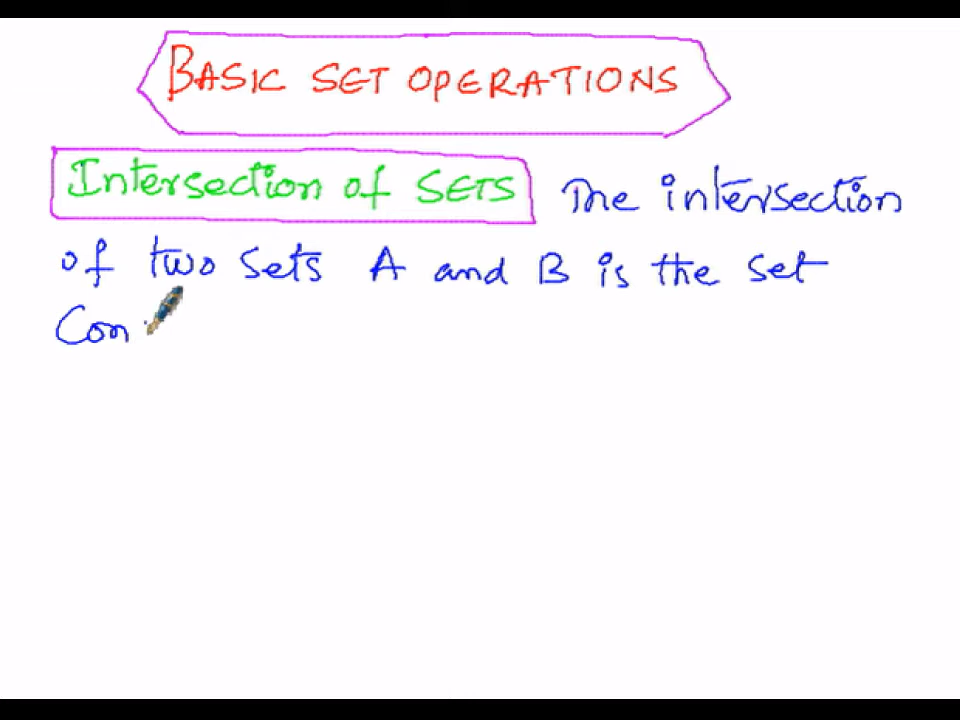 BASIC SET OPERATIONS
Intersection of SETS The intersection
of two sets A and B is the set
Con